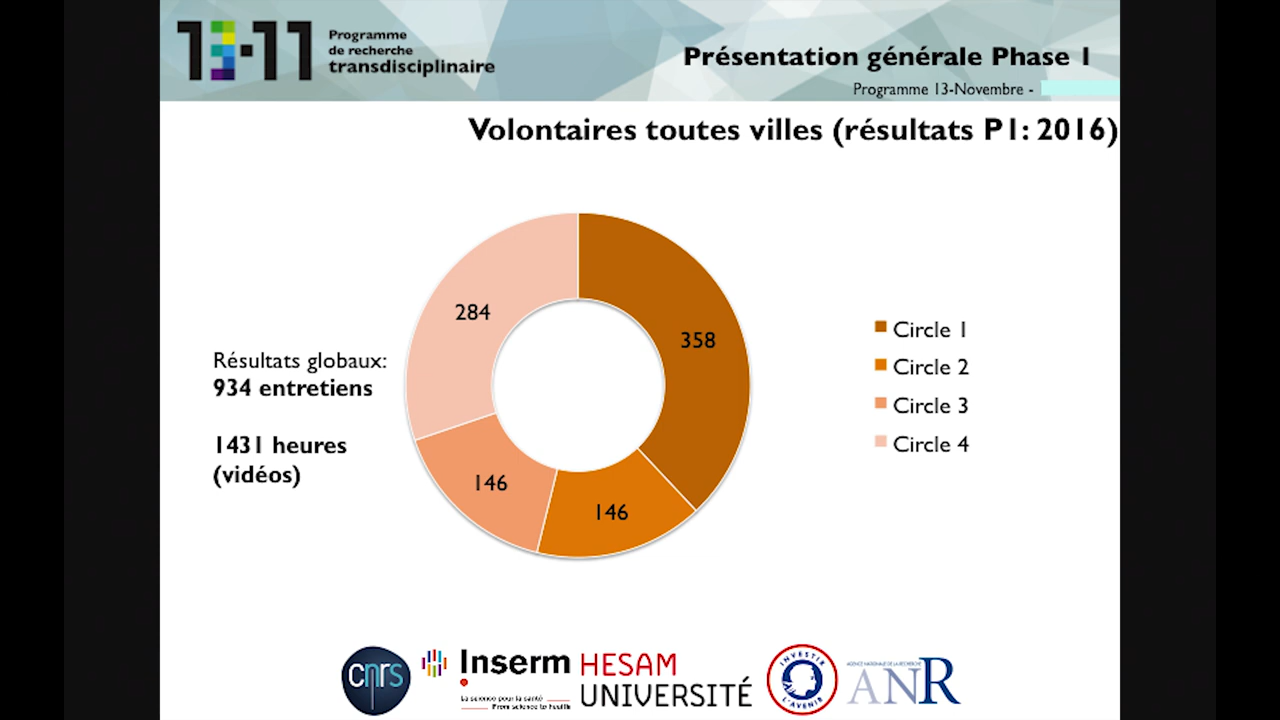 13·11
Programme
de recherche
transdisciplinaire
Présentation générale Phase 1
Programme 13-Novembre -
Volontaires toutes villes (résultats P1: 2016)
284
358
146
146
Résultats globaux:
934 entretiens
1431 heures
(vidéos)
Circle 1
Circle 2
Circle 3
Circle 4
cnrs
Inserm
La science pour la santé
From science to health
HESAM
UNIVERSITÉ
INVESTIR
L'AVENIR
AGENCE NATIONALE DE LA RECHERCHE
ANR